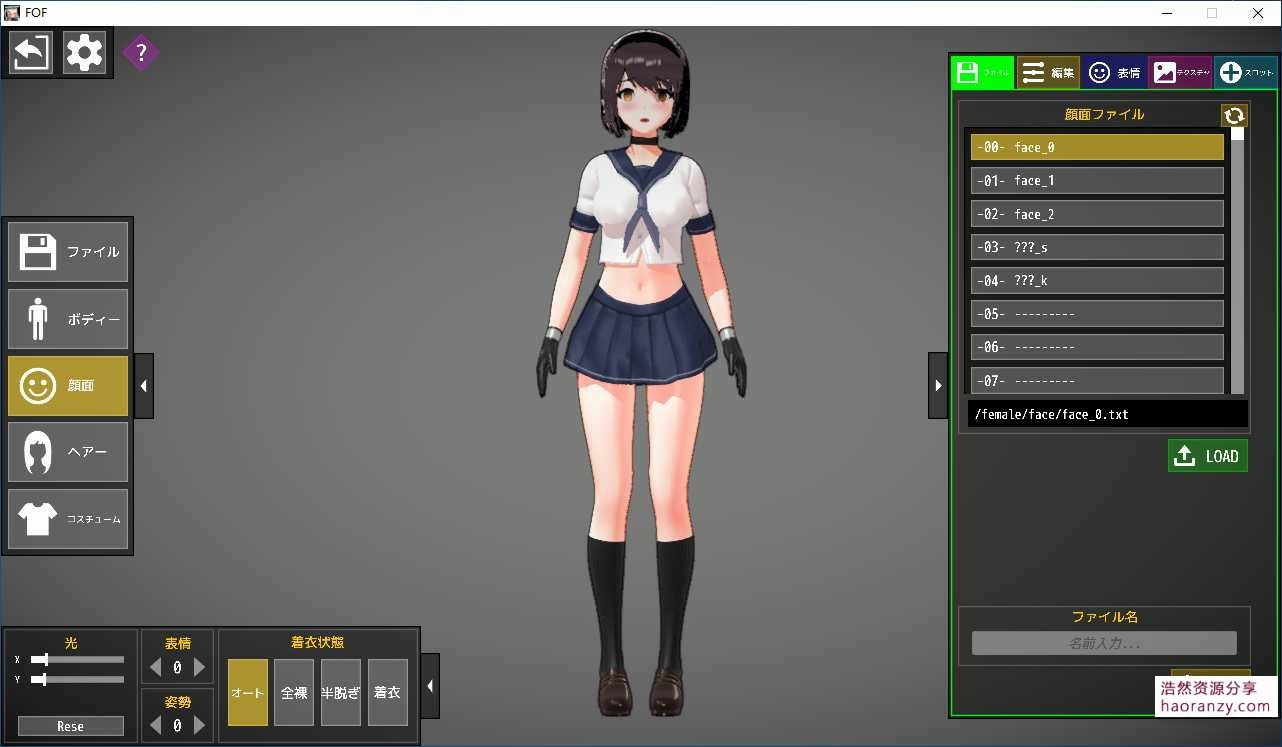 FOF
?
ファイル
編集
表情
テクスチャ
スロット
顔面ファイル
-00- face_0
-01- face_1
-02- face_2
-03- ???_s
-04- ???_k
-05- ---------
-06- ---------
-07- ---------
/female/face/face_0.txt
LOAD
ファイル
ボディー
顔面
ヘアー
コスチューム
光
X
Y
Rese
表情
0
姿勢
0
着衣状態
オート
全裸
半脱ぎ
着衣
ファイル名
名前入力...
浩然资源分享
haoranzy.com